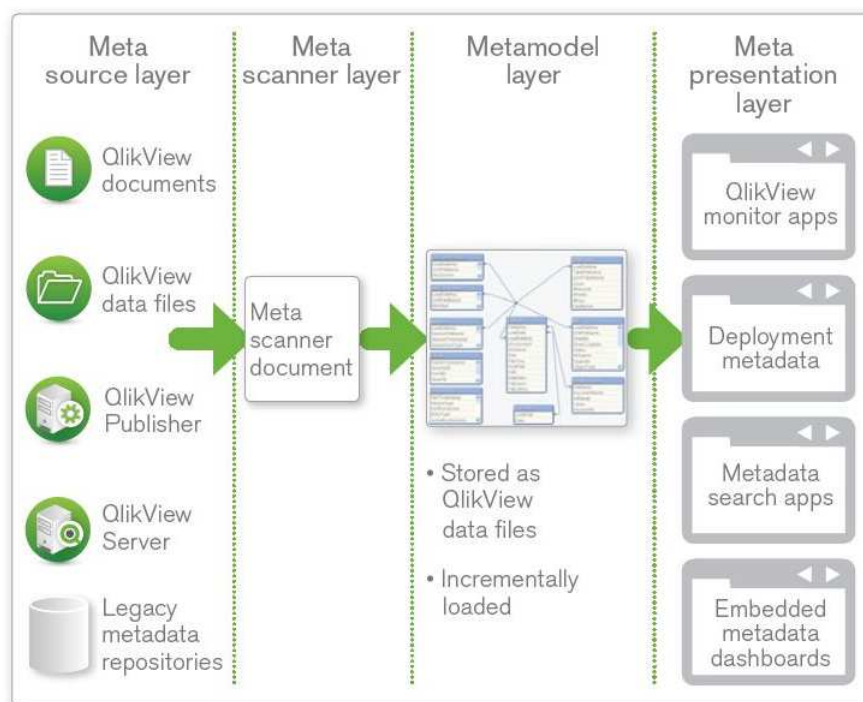 Meta
source layer
Meta
scanner layer
Metamodel
layer
Meta
presentation
layer
QlikView
documents
QlikView
data files
QlikView
Publisher
QlikView
Server
Legacy
metadata
repositories
Meta
scanner
document
• Stored as
QlikView
data files
• Incrementally
loaded
QlikView
monitor apps
Deployment
metadata
Metadata
search apps
Embedded
metadata
dashboards